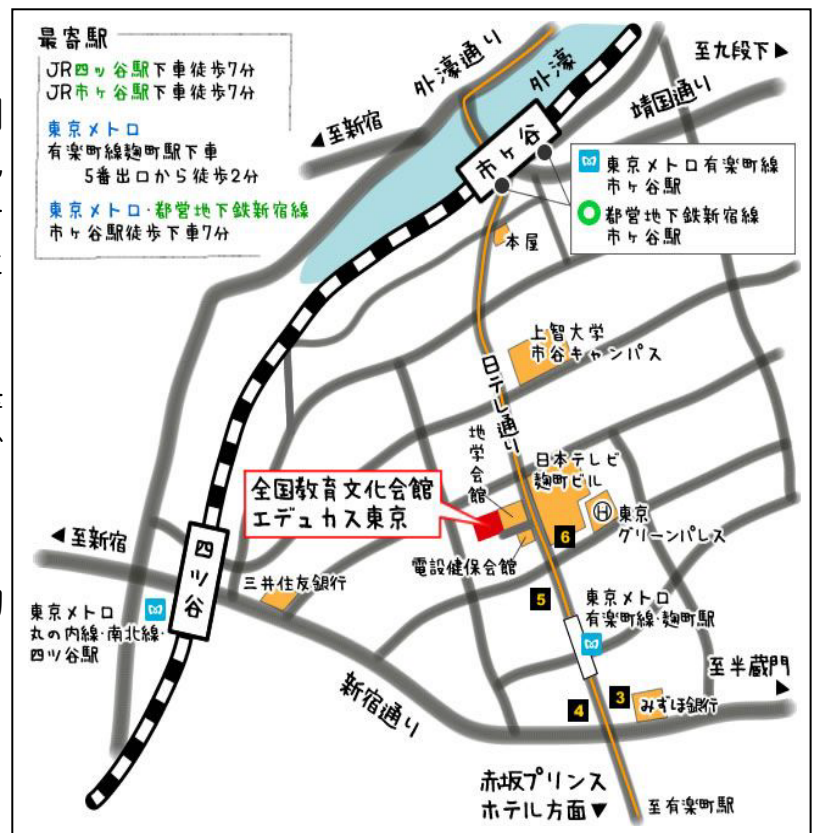 最寄駅
JR四ッ谷駅下車徒歩7分
JR市ヶ谷駅下車徒歩7分
東京メトロ
有楽町線麹町駅下車
5番出口から徒歩2分
東京メトロ・都営地下鉄新宿線
市ヶ谷駅徒歩下車7分
外濠通り
外濠
至九段下▶
靖国通り
◀至新宿
市ヶ谷
東京メトロ有楽町線
市ヶ谷駅
都営地下鉄新宿線
市ヶ谷駅
本屋
上智大学
市谷キャンパス
日テレ通り
地学会館
日本テレビ
麹町ビル
全国教育文化会館
エデュカス東京
H
東京
グリーンパレス
6
電設健保会館
◀至新宿
四ツ谷
三井住友銀行
5
東京メトロ
有楽町線・麹町駅
東京メトロ
丸の内線・南北線・
四ツ谷駅
至半蔵門
▶
新宿通り
3
4
みずほ銀行
赤坂プリンス
ホテル方面▼
至有楽町駅